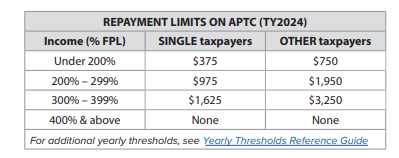 REPAYMENT LIMITS ON APTC (TY2024)
Income (% FPL) SINGLE taxpayers OTHER taxpayers
Under 200% $375 $750
200% – 299% $975 $1,950
300% – 399% $1,625 $3,250
400% & above None None
For additional yearly thresholds, see Yearly Thresholds Reference Guide